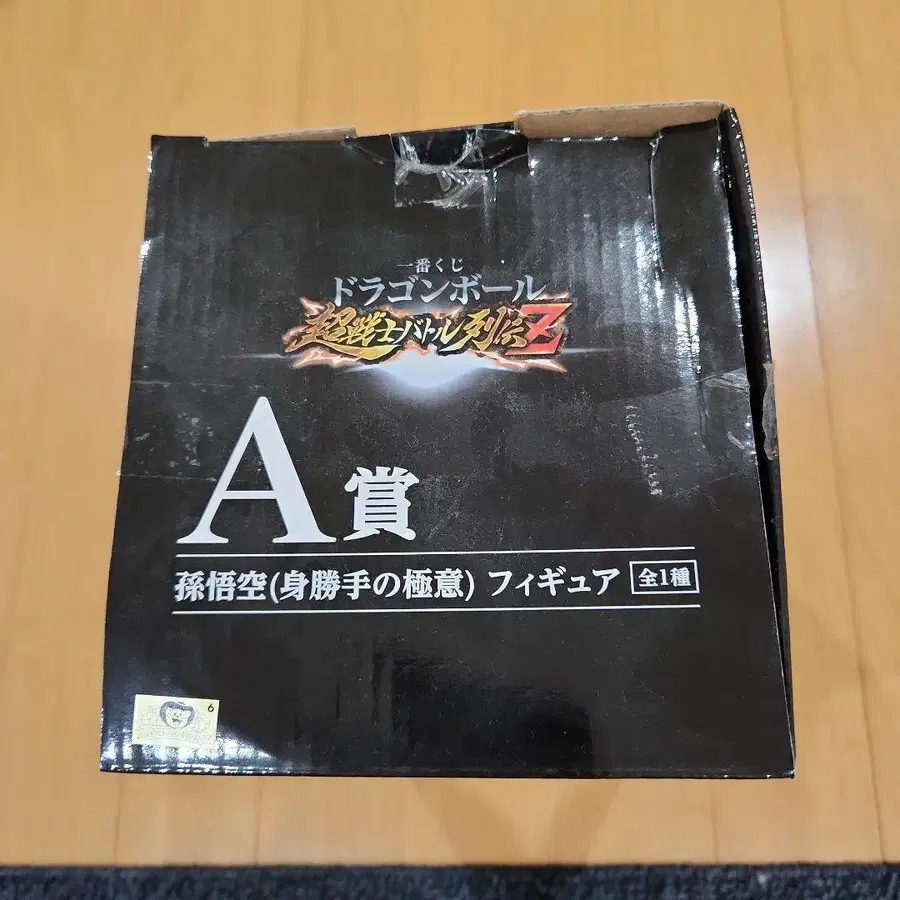 一番くじ
ドラゴンボール
超戦士バトル列伝Z
A賞
孫悟空(身勝手の極意) フィギュア 全1種
6